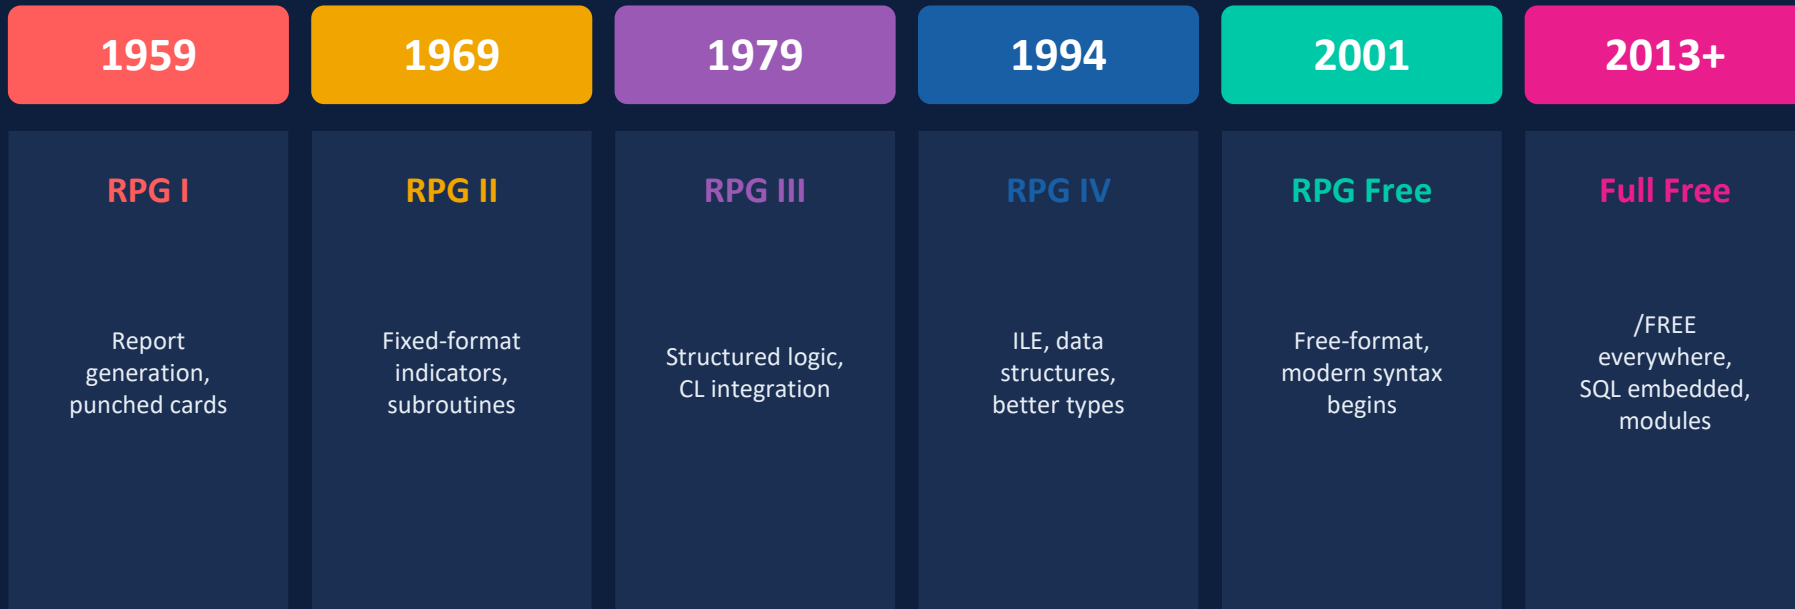 1959
1969
1979
1994
2001
2013+
RPG I
RPG II
RPG III
RPG IV
RPG Free
Full Free
Report
generation,
punched cards
Fixed-format
indicators,
subroutines
Structured logic,
CL integration
ILE, data
structures,
better types
Free-format,
modern syntax
begins
/FREE
everywhere,
SQL embedded,
modules